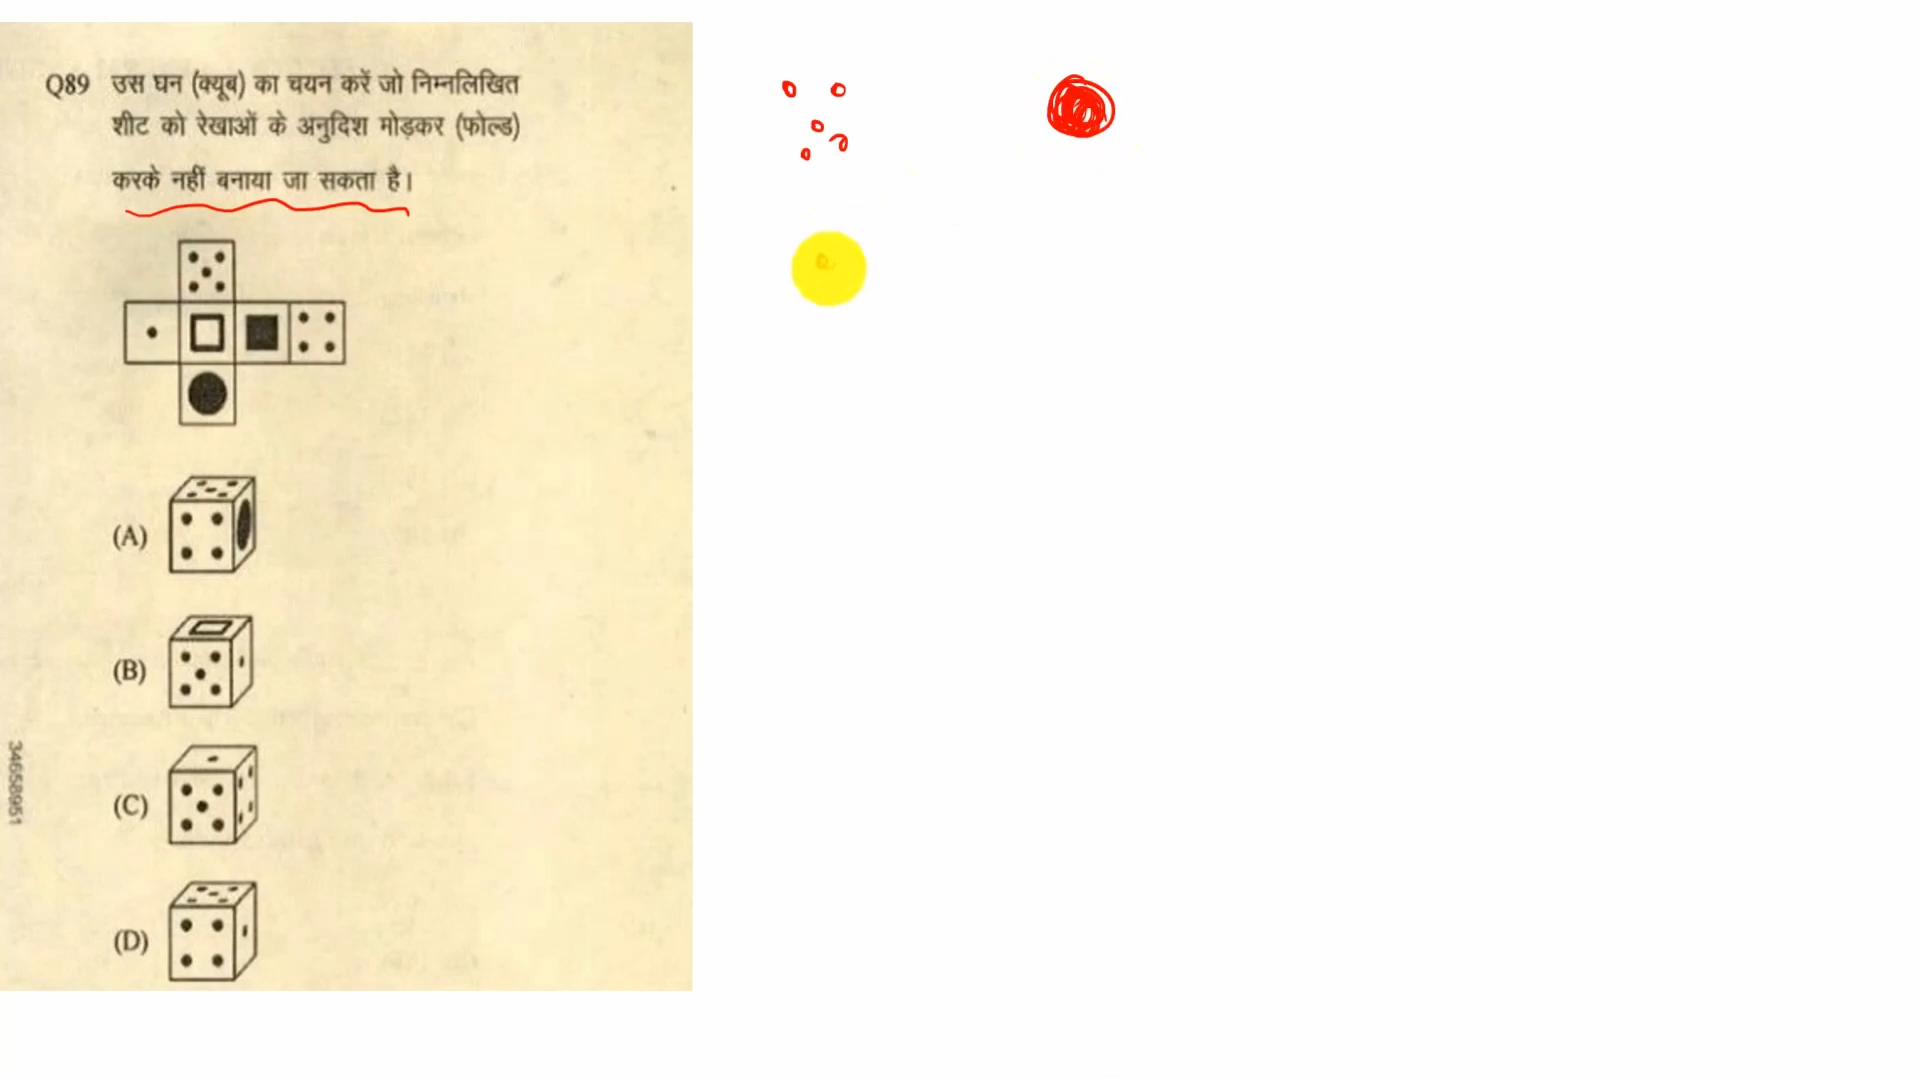 Q89 उस घन (क्यूब) का चयन करें जो निम्नलिखित
शीट को रेखाओं के अनुदिश मोड़कर (फोल्ड)
करके नहीं बनाया जा सकता है।
(A)
(B)
(C)
(D)
34658951